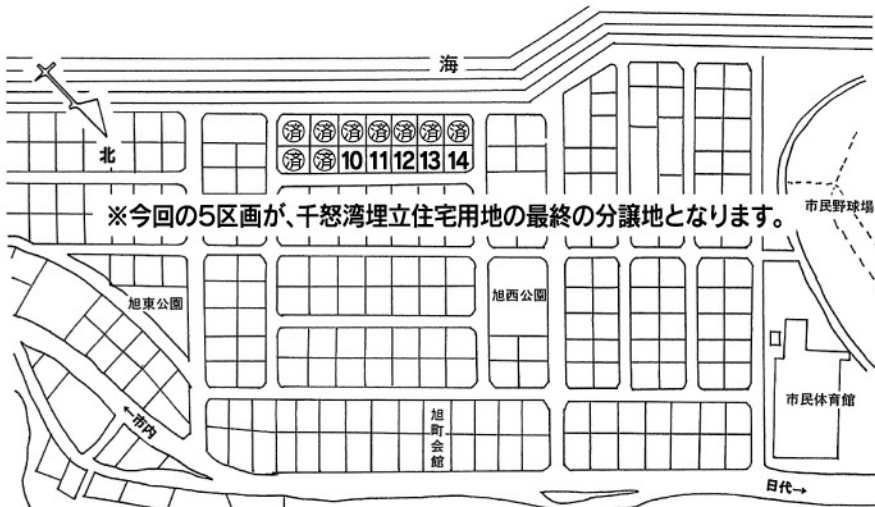 海
北
済 済 済 済 済 済 済
済 済 10 11 12 13 14
※今回の5区画が、千怒湾埋立住宅用地の最終の分譲地となります。
市民野球場
旭東公園
旭西公園
市民体育館
←市内
旭町会館
日代→